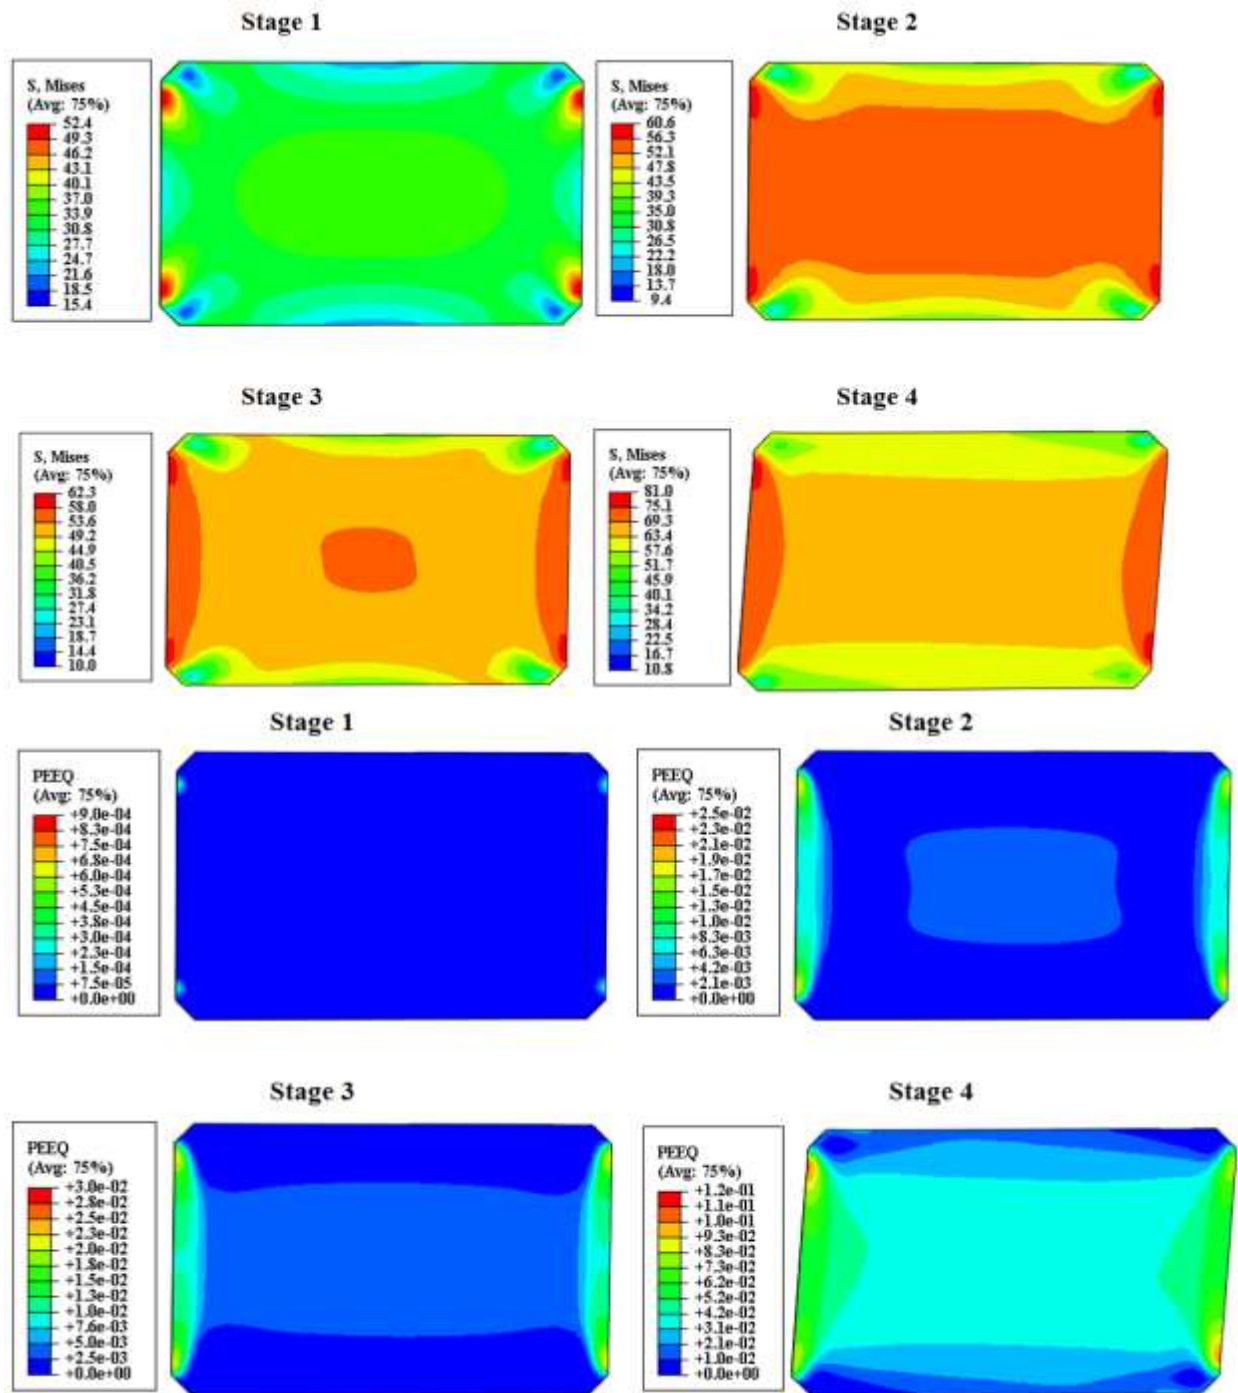 Stage 1
Stage 2
S, Mises
(Avg: 75%)
52.4
49.3
46.2
43.1
40.1
37.0
33.9
30.8
27.7
24.7
21.6
18.5
15.4
S, Mises
(Avg: 75%)
60.6
56.3
52.1
47.8
43.5
39.3
35.0
30.8
26.5
22.2
18.0
13.7
9.4
Stage 3
Stage 4
S, Mises
(Avg: 75%)
62.3
58.0
53.6
49.2
44.9
40.5
36.2
31.8
27.4
23.1
18.7
14.4
10.0
S, Mises
(Avg: 75%)
81.0
75.1
69.3
63.4
57.6
51.7
45.9
40.1
34.2
28.4
22.5
16.7
10.8
Stage 1
Stage 2
PEEQ
(Avg: 75%)
+9.0e-04
+8.3e-04
+7.5e-04
+6.8e-04
+6.0e-04
+5.3e-04
+4.5e-04
+3.8e-04
+3.0e-04
+2.3e-04
+1.5e-04
+7.5e-05
+0.0e+00
PEEQ
(Avg: 75%)
+2.5e-02
+2.3e-02
+2.1e-02
+1.9e-02
+1.7e-02
+1.5e-02
+1.3e-02
+1.0e-02
+8.3e-03
+6.3e-03
+4.2e-03
+2.1e-03
+0.0e+00
Stage 3
Stage 4
PEEQ
(Avg: 75%)
+3.0e-02
+2.8e-02
+2.5e-02
+2.3e-02
+2.0e-02
+1.8e-02
+1.5e-02
+1.3e-02
+1.0e-02
+7.6e-03
+5.0e-03
+2.5e-03
+0.0e+00
PEEQ
(Avg: 75%)
+1.2e-01
+1.1e-01
+1.0e-01
+9.3e-02
+8.3e-02
+7.3e-02
+6.2e-02
+5.2e-02
+4.2e-02
+3.1e-02
+2.1e-02
+1.0e-02
+0.0e+00